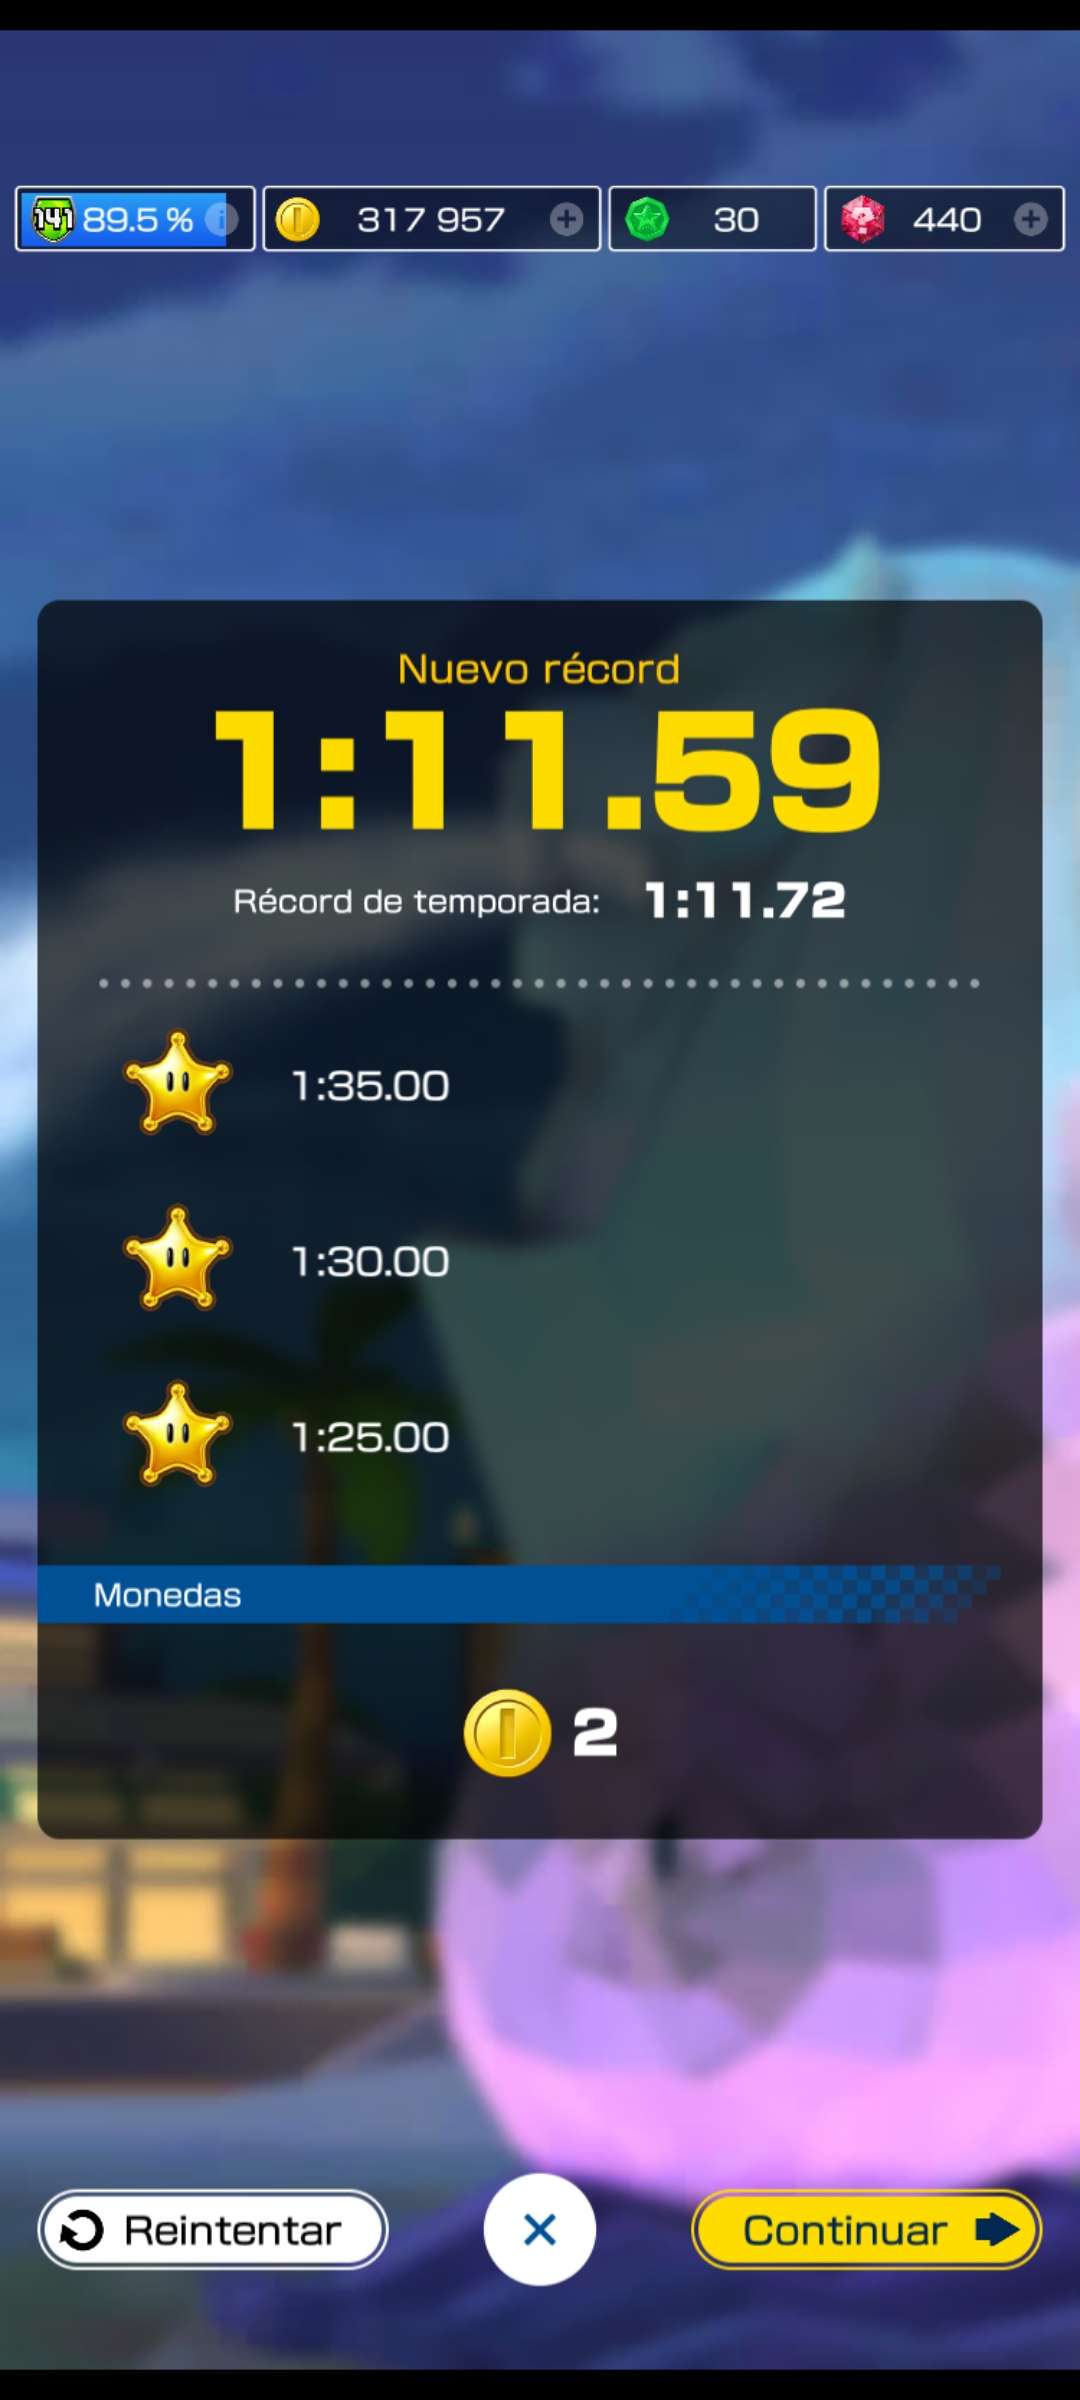 141 89.5 % i 317 957 + 30 ? 440 +
Nuevo récord
1:11.59
Récord de temporada: 1:11.72
1:35.00
1:30.00
1:25.00
Monedas
2
Reintentar × Continuar